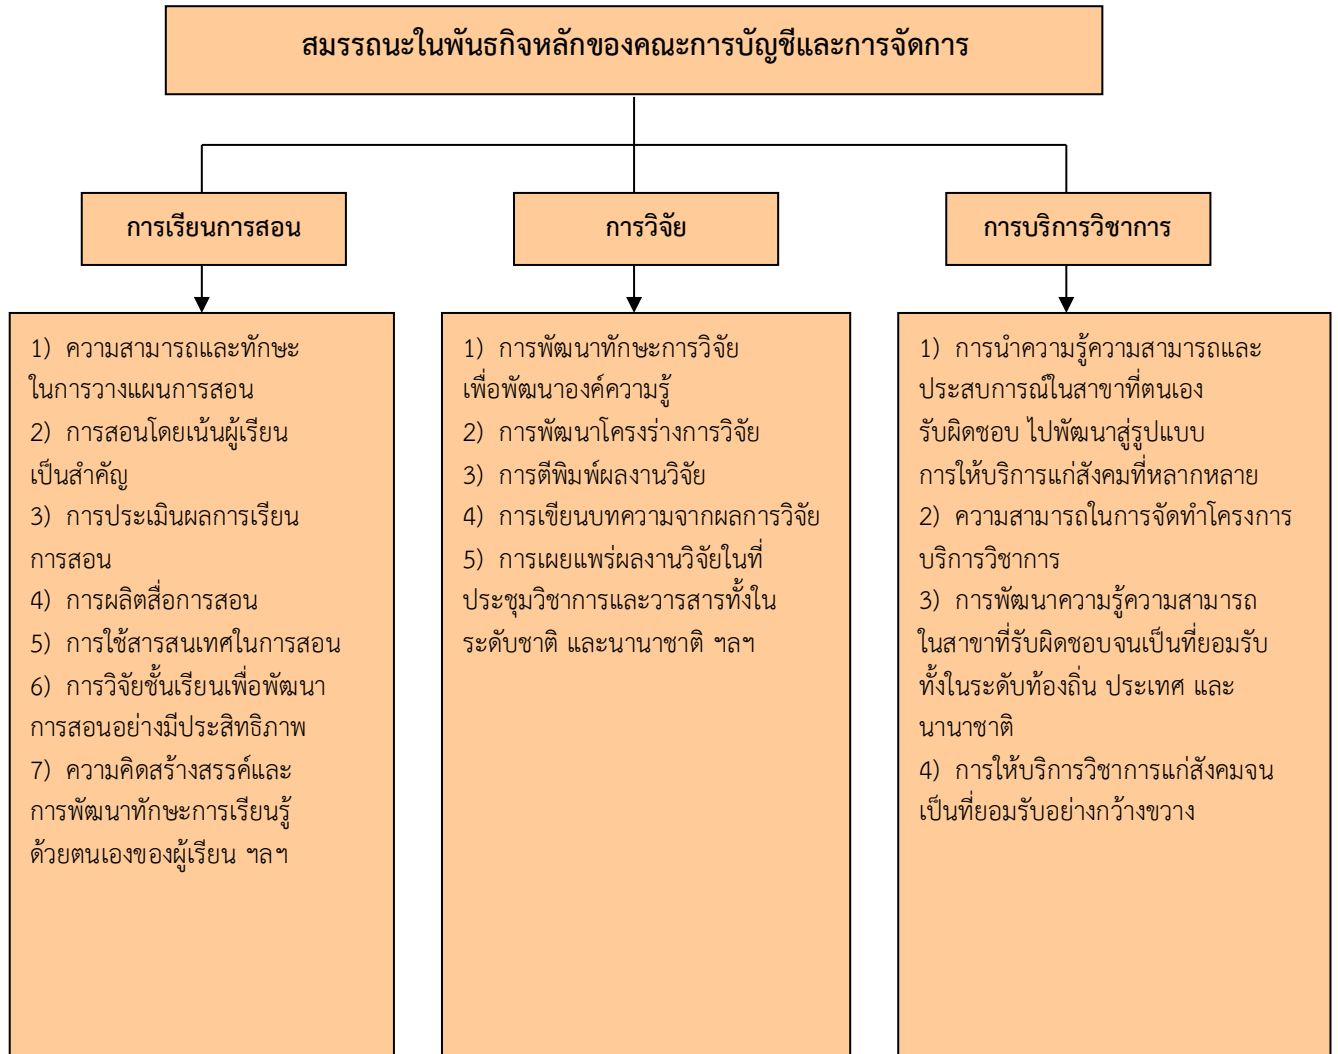 สมรรถนะในพันธกิจหลักของคณะการบัญชีและการจัดการ
การเรียนการสอน
การวิจัย
การบริการวิชาการ
1) ความสามารถและทักษะ
ในการวางแผนการสอน
2) การสอนโดยเน้นผู้เรียน
เป็นสำคัญ
3) การประเมินผลการเรียน
การสอน
4) การผลิตสื่อการสอน
5) การใช้สารสนเทศในการสอน
6) การวิจัยชั้นเรียนเพื่อพัฒนา
การสอนอย่างมีประสิทธิภาพ
7) ความคิดสร้างสรรค์และ
การพัฒนาทักษะการเรียนรู้
ด้วยตนเองของผู้เรียน ฯลฯ
1) การพัฒนาทักษะการวิจัย
เพื่อพัฒนาองค์ความรู้
2) การพัฒนาโครงร่างการวิจัย
3) การตีพิมพ์ผลงานวิจัย
4) การเขียนบทความจากผลการวิจัย
5) การเผยแพร่ผลงานวิจัยในที่
ประชุมวิชาการและวารสารทั้งใน
ระดับชาติ และนานาชาติ ฯลฯ
1) การนำความรู้ความสามารถและ
ประสบการณ์ในสาขาที่ตนเอง
รับผิดชอบ ไปพัฒนาสู่รูปแบบ
การให้บริการแก่สังคมที่หลากหลาย
2) ความสามารถในการจัดทำโครงการ
บริการวิชาการ
3) การพัฒนาความรู้ความสามารถ
ในสาขาที่รับผิดชอบจนเป็นที่ยอมรับ
ทั้งในระดับท้องถิ่น ประเทศ และ
นานาชาติ
4) การให้บริการวิชาการแก่สังคมจน
เป็นที่ยอมรับอย่างกว้างขวาง